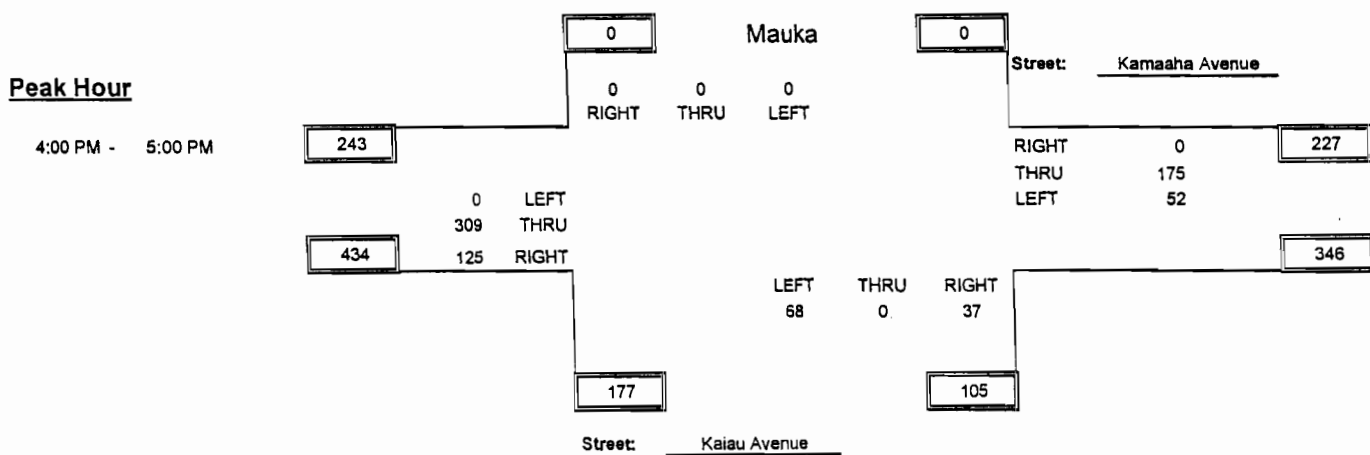 0 Mauka 0
Street: Kamaaha Avenue
Peak Hour
0 0 0
RIGHT THRU LEFT
4:00 PM - 5:00 PM 243
RIGHT 0 227
THRU 175
LEFT 52
0 LEFT
309 THRU
434 125 RIGHT
346
LEFT THRU RIGHT
68 0 37
177 105
Street: Kaiau Avenue